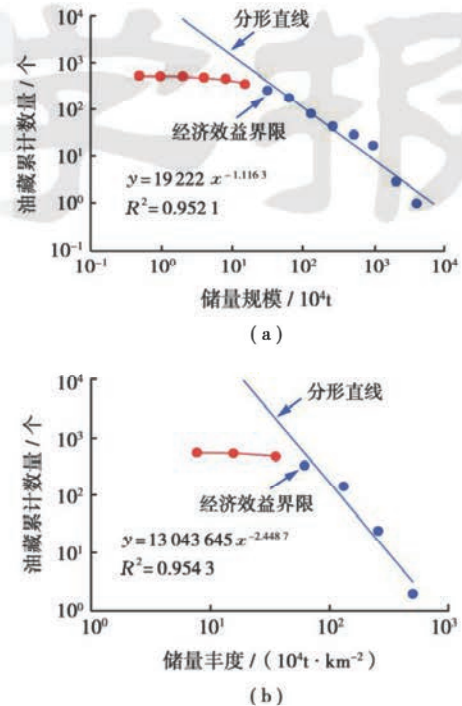 10⁴
分形直线
10³
10²
经济效益界限
10¹
y=19 222 x⁻¹·¹¹⁶ ³
10⁰
R²=0.952 1
10⁻¹
10⁻¹ 10⁰ 10¹ 10² 10³ 10⁴
油藏累计数量 / 个
储量规模 / 10⁴t
( a )
10⁴
分形直线
10³
经济效益界限
10²
y=13 043 645 x⁻²·⁴⁴⁸ ⁷
10¹
R²=0.954 3
10⁰
10⁰ 10¹ 10² 10³
油藏累计数量 / 个
储量丰度 / (10⁴t · km⁻²)
( b )